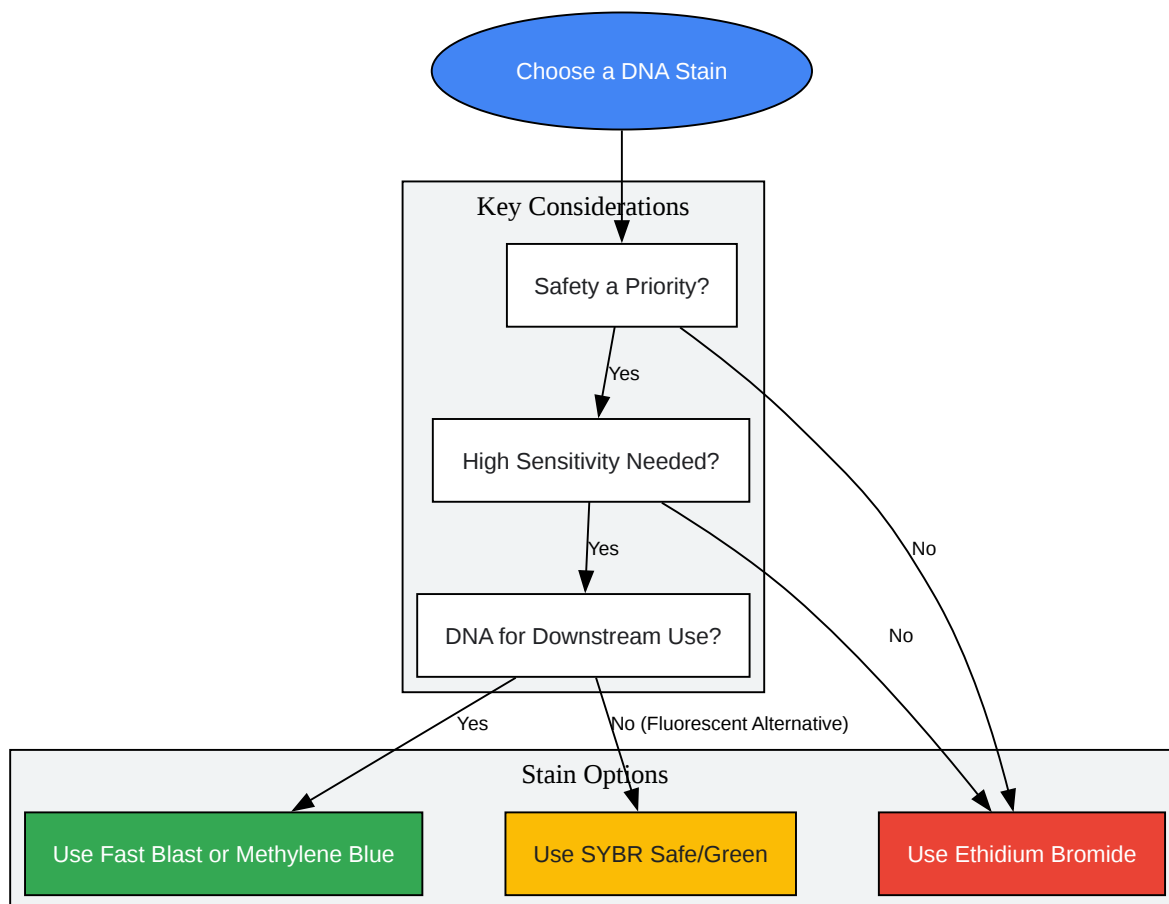 Choose a DNA Stain
Key Considerations
Safety a Priority?
Yes
High Sensitivity Needed?
Yes
No
DNA for Downstream Use?
No
Yes
No (Fluorescent Alternative)
Stain Options
Use Fast Blast or Methylene Blue
Use SYBR Safe/Green
Use Ethidium Bromide